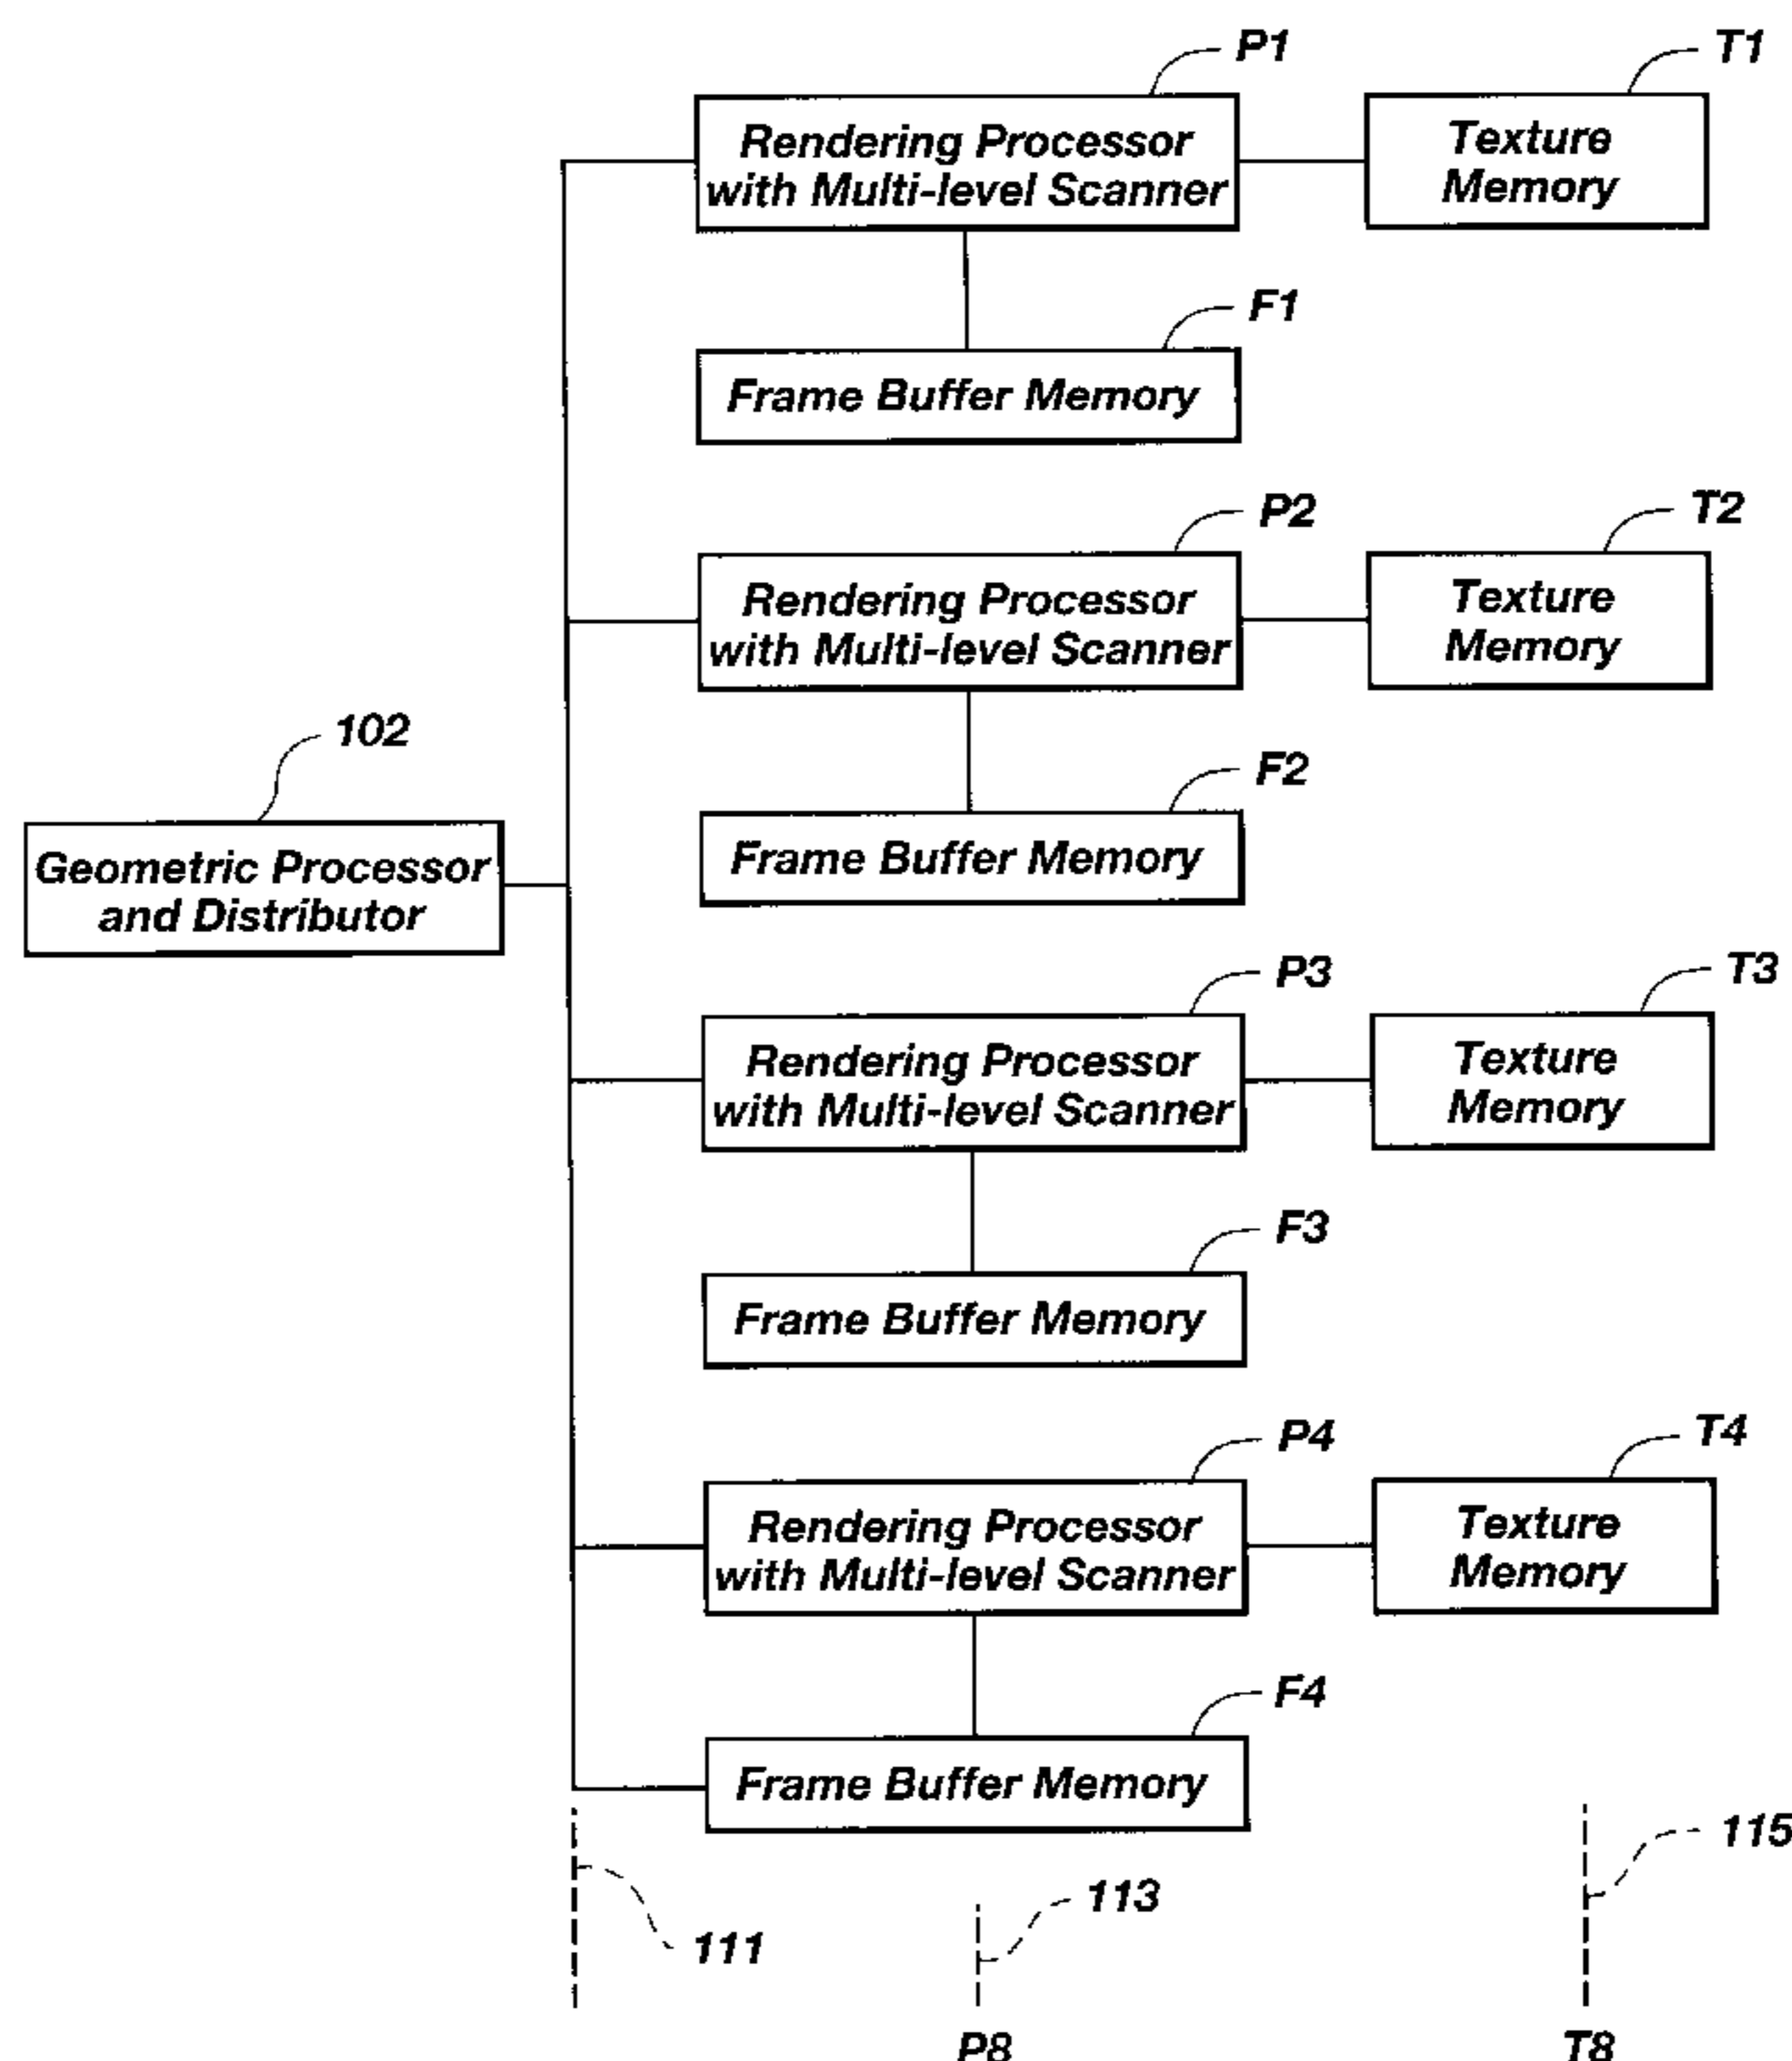 P1
T1
Rendering Processor
with Multi-level Scanner
Texture
Memory
F1
Frame Buffer Memory
P2
T2
Rendering Processor
with Multi-level Scanner
Texture
Memory
102
F2
Geometric Processor
and Distributor
Frame Buffer Memory
P3
T3
Rendering Processor
with Multi-level Scanner
Texture
Memory
F3
Frame Buffer Memory
P4
T4
Rendering Processor
with Multi-level Scanner
Texture
Memory
F4
Frame Buffer Memory
115
113
111
P8
T8